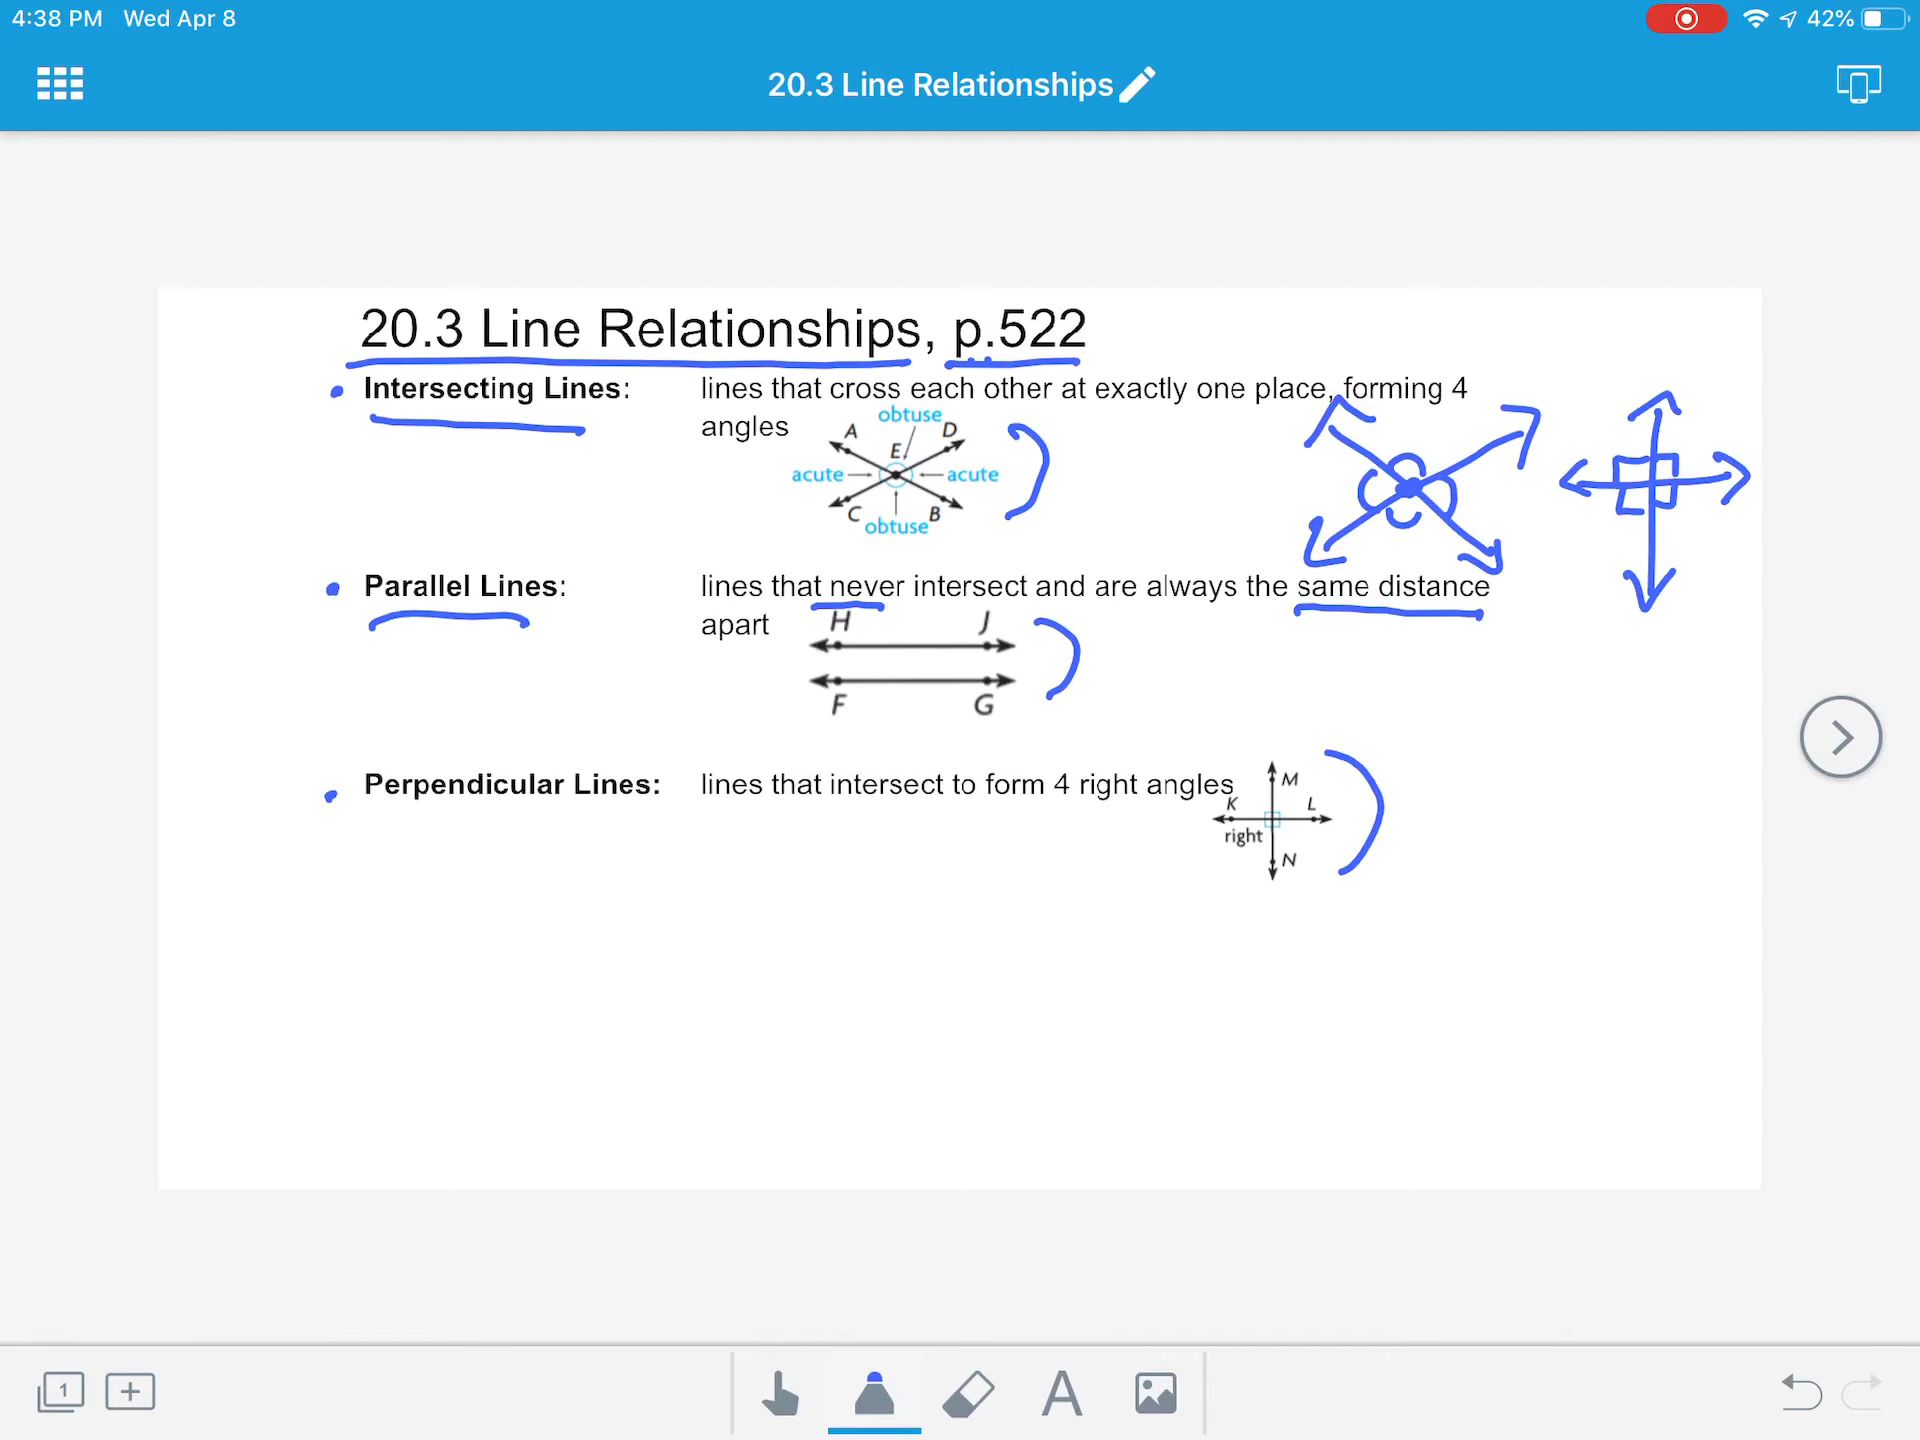 4:38 PM Wed Apr 8
42%
20.3 Line Relationships
20.3 Line Relationships, p.522
Intersecting Lines: lines that cross each other at exactly one place, forming 4
angles
obtuse
A D
E
acute acute
C B
obtuse
Parallel Lines: lines that never intersect and are always the same distance
apart
H J
F G
Perpendicular Lines: lines that intersect to form 4 right angles
M
K L
right
N
1
A